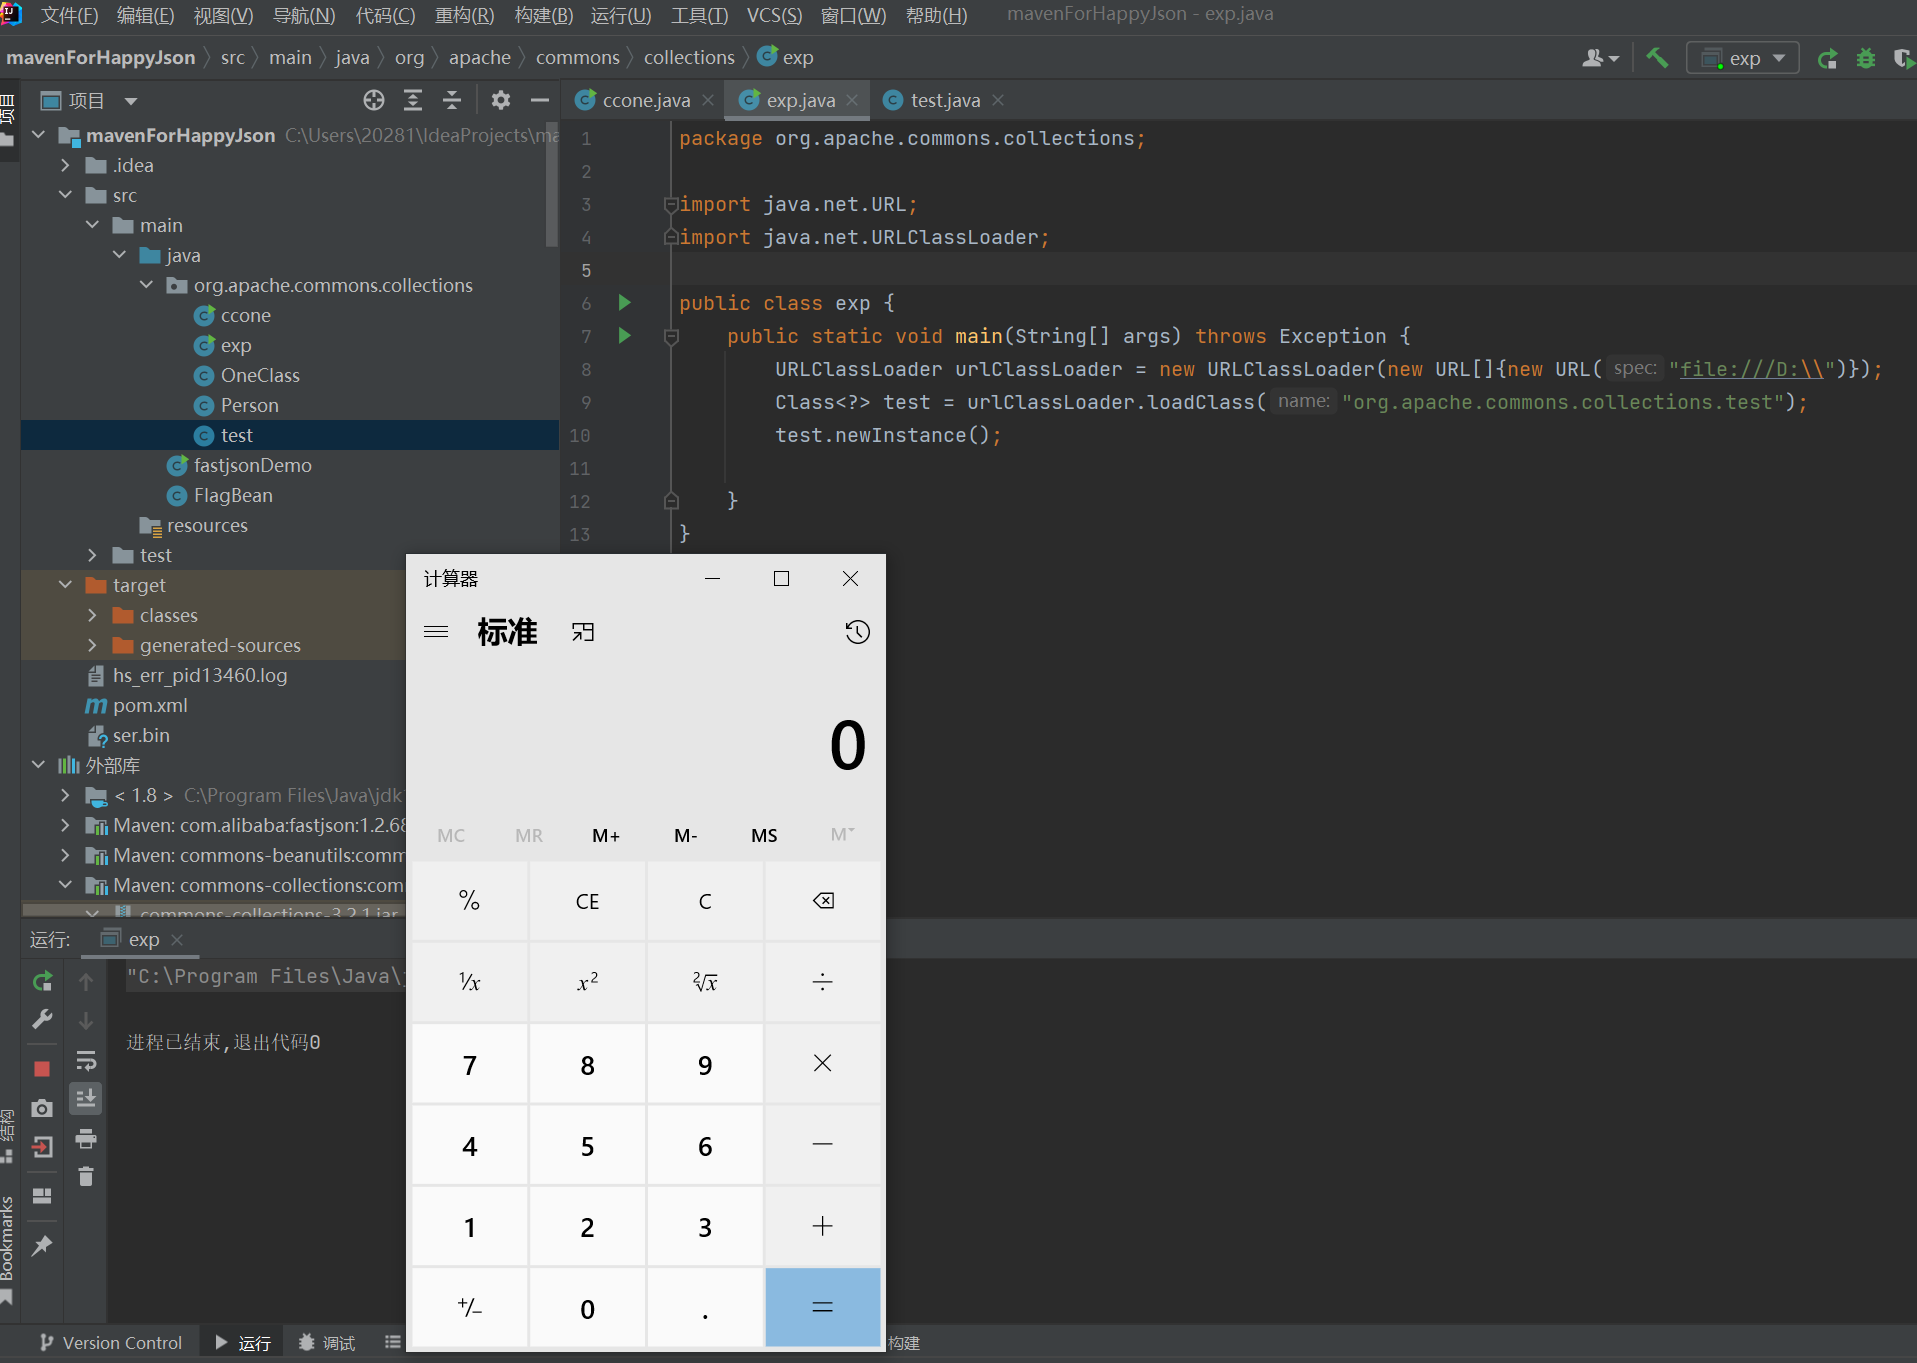 文件(F) 编辑(E) 视图(V) 导航(N) 代码(C) 重构(R) 构建(B) 运行(U) 工具(T) VCS(S) 窗口(W) 帮助(H) mavenForHappyJson - exp.java
mavenForHappyJson src main java org apache commons collections exp
exp
项目
项目
ccone.java exp.java test.java
mavenForHappyJson C:\Users\20281\IdeaProjects\ma
.idea
src
main
java
org.apache.commons.collections
ccone
exp
OneClass
Person
test
fastjsonDemo
FlagBean
resources
test
target
classes
generated-sources
hs_err_pid13460.log
pom.xml
ser.bin
外部库
< 1.8 > C:\Program Files\Java\jdk
Maven: com.alibaba:fastjson:1.2.68
Maven: commons-beanutils:comm
Maven: commons-collections:com
commons-collections-3.2.1.jar
1 package org.apache.commons.collections;
2
3 import java.net.URL;
4 import java.net.URLClassLoader;
5
6 public class exp {
7 public static void main(String[] args) throws Exception {
8 URLClassLoader urlClassLoader = new URLClassLoader(new URL[]{new URL( spec: "file:///D:\\")});
9 Class<?> test = urlClassLoader.loadClass( name: "org.apache.commons.collections.test");
10 test.newInstance();
11
12 }
13 }
计算器
标准
0
MC MR M+ M- MS M˅
% CE C
¹/x x² ²√x ÷
7 8 9 ×
4 5 6 −
1 2 3 +
+/− 0 . =
运行: exp
"C:\Program Files\Java\j
进程已结束,退出代码0
结构
Bookmarks
Version Control 运行 调试 构建